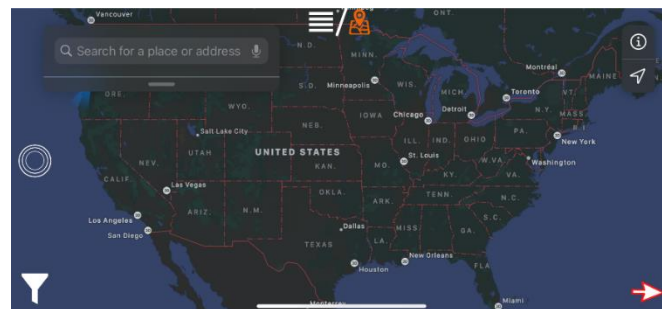 Vancouver
ONT.
Search for a place or address
N.D.
MINN.
Montréal
MAINE
S.D.
Minneapolis
WIS.
MICH.
Toronto
VT.
ORE.
WYO.
IOWA
Chicago
Detroit
N.Y.
MASS.
R.I.
Salt Lake City
NEB.
ILL.
IND.
OHIO
PA.
New York
NEV.
UTAH
UNITED STATES
KAN.
MO.
St. Louis
W.VA.
Washington
KY.
VA.
CALIF.
Las Vegas
OKLA.
TENN.
N.C.
Los Angeles
ARIZ.
N.M.
ARK.
S.C.
San Diego
Dallas
MISS.
GA.
TEXAS
LA.
New Orleans
Houston
FLA.
Monterrey
Miami